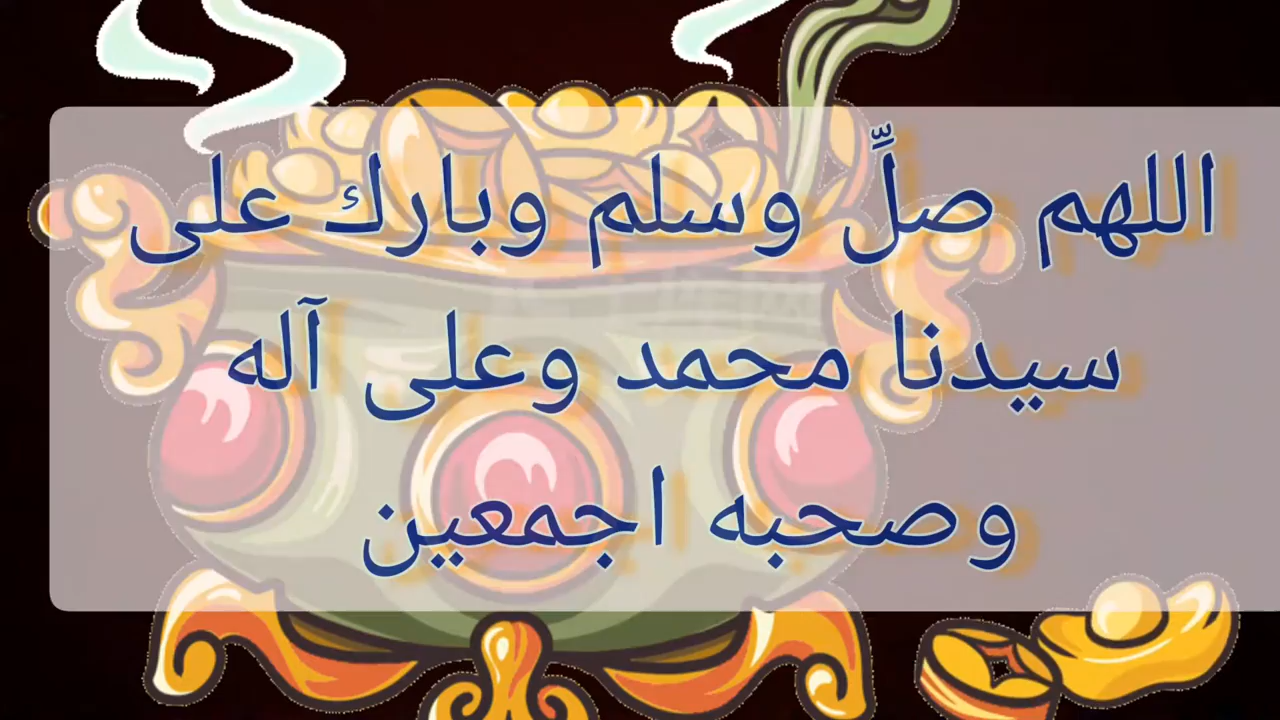 اللهم صلِّ وسلم وبارك على
سيدنا محمد وعلى آله
وصحبه اجمعين